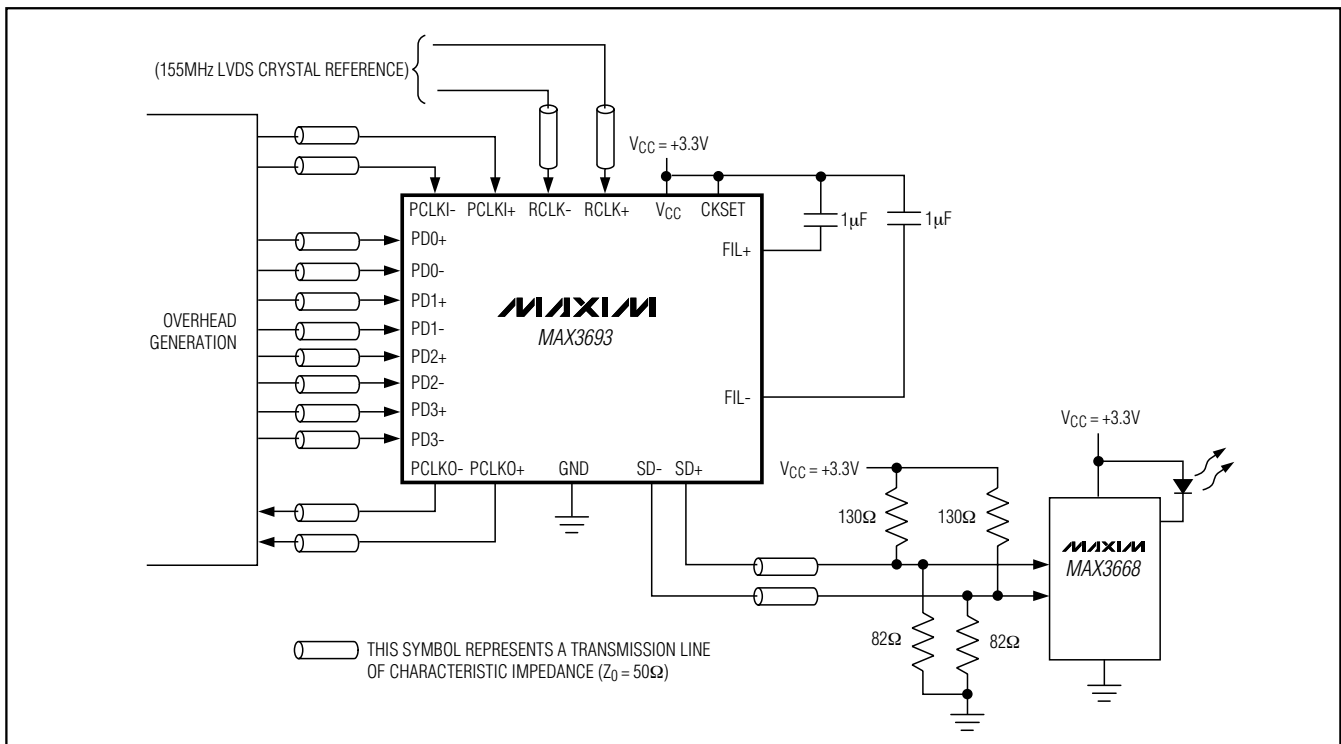 (155MHz LVDS CRYSTAL REFERENCE)
VCC = +3.3V
PCLKI- PCLKI+ RCLK- RCLK+ VCC CKSET
1µF
1µF
PD0+
FIL+
PD0-
PD1+
MAXIM
OVERHEAD
GENERATION
PD1-
MAX3693
PD2+
PD2-
FIL-
PD3+
VCC = +3.3V
PD3-
PCLKO- PCLKO+ GND SD- SD+
VCC = +3.3V
130Ω
130Ω
MAXIM
MAX3668
82Ω
82Ω
THIS SYMBOL REPRESENTS A TRANSMISSION LINE
OF CHARACTERISTIC IMPEDANCE (Z0 = 50Ω)